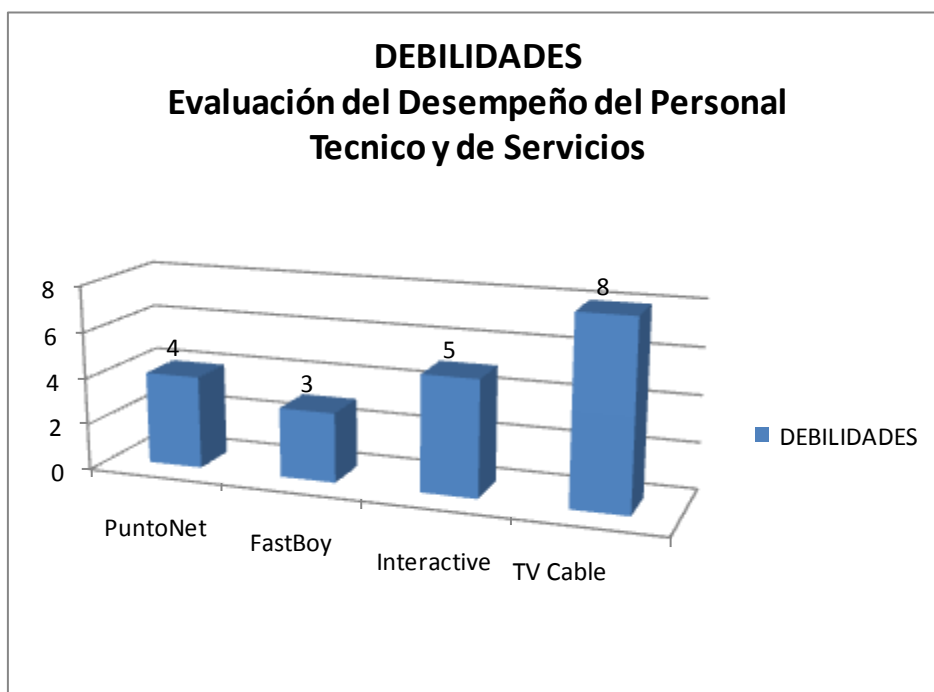 DEBILIDADES
Evaluación del Desempeño del Personal
Tecnico y de Servicios
8
6
4
2
0
4
3
5
8
PuntoNet
FastBoy
Interactive
TV Cable
DEBILIDADES